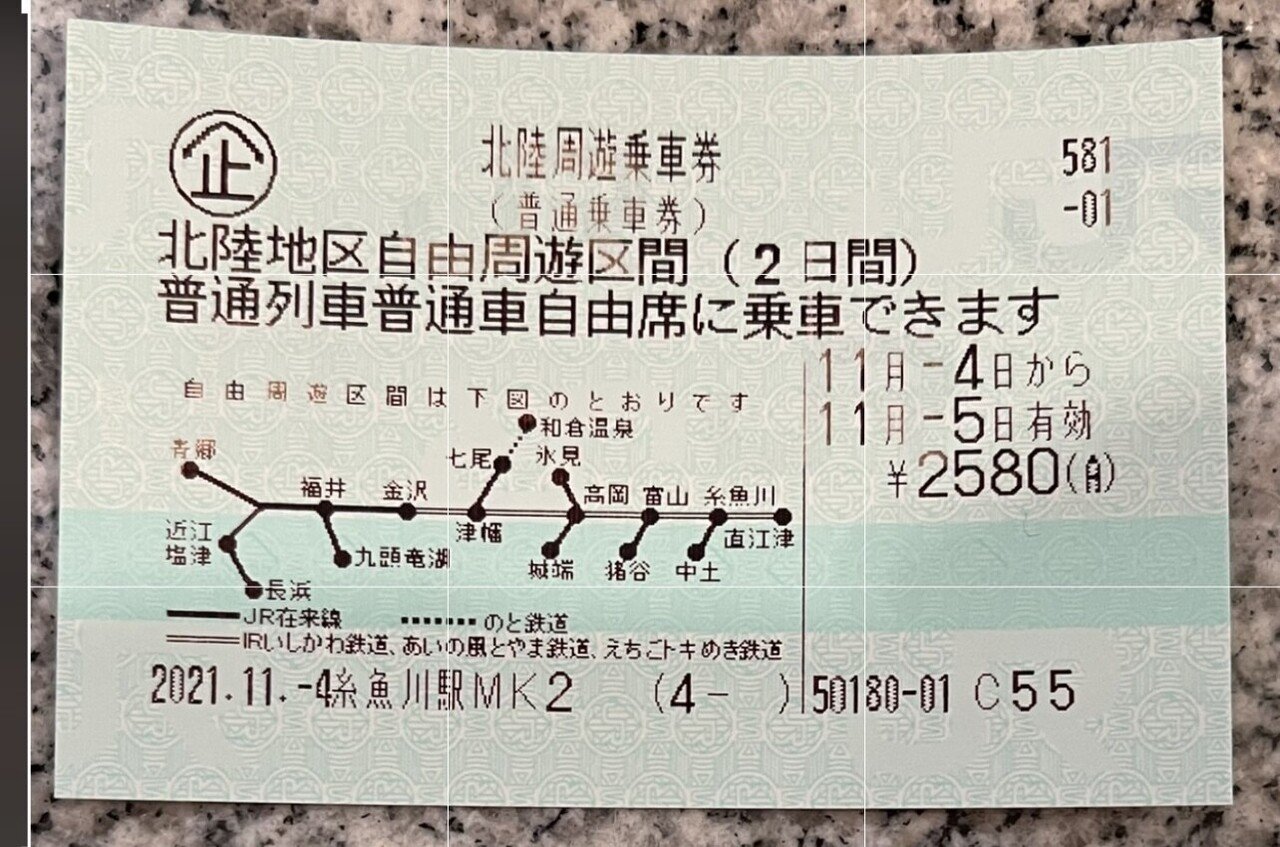 企
北陸周遊乗車券
581
(普通乗車券)
-01
北陸地区自由周遊区間(2日間)
普通列車普通車自由席に乗車できます
11月-4日から
11月-5日有効
¥2580
自由周遊区間は下図のとおりです
和倉温泉
七尾
氷見
青郷
福井
金沢
高岡
富山
糸魚川
津幡
直江津
近江
塩津
九頭竜湖
城端
猪谷
中土
長浜
JR在来線
のと鉄道
IRいしかわ鉄道、あいの風とやま鉄道、えちごトキめき鉄道
2021.11.-4糸魚川駅MK2 (4- ) 50180-01 C55